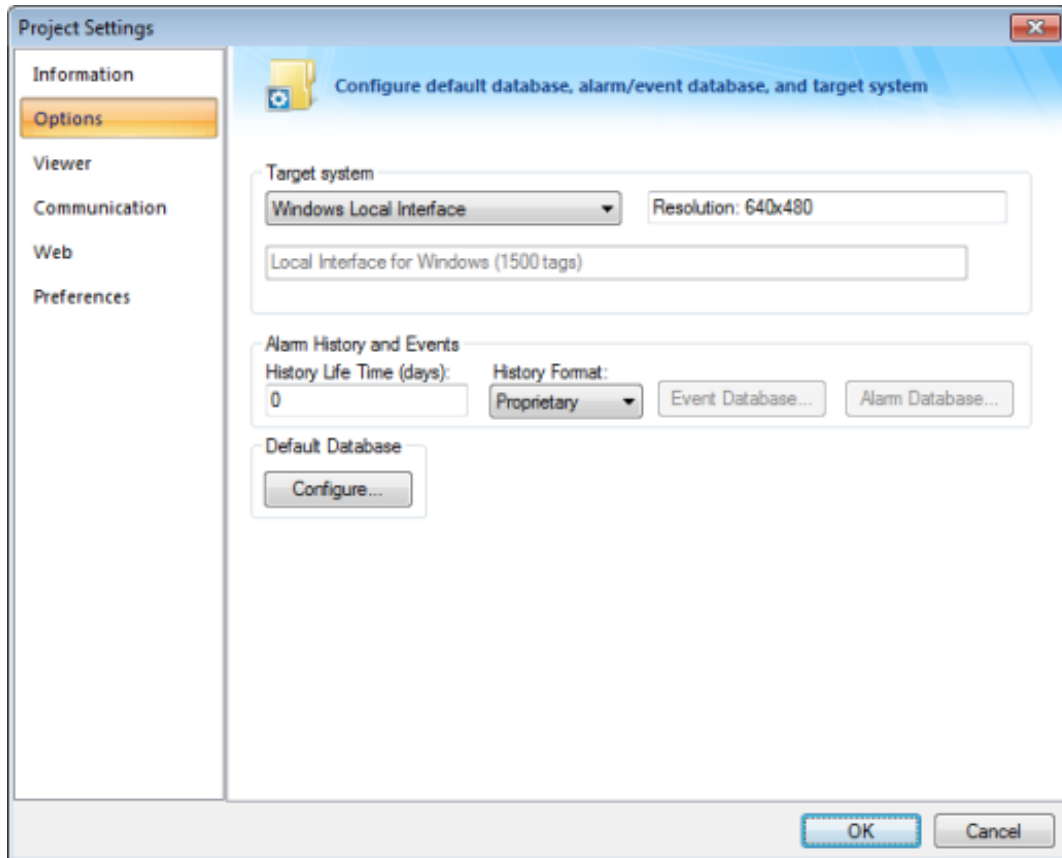 Project Settings
Information
Options
Viewer
Communication
Web
Preferences
Configure default database, alarm/event database, and target system
Target system
Windows Local Interface
Resolution: 640x480
Local Interface for Windows (1500 tags)
Alarm History and Events
History Life Time (days):
History Format:
0
Proprietary
Event Database...
Alarm Database...
Default Database
Configure...
OK
Cancel